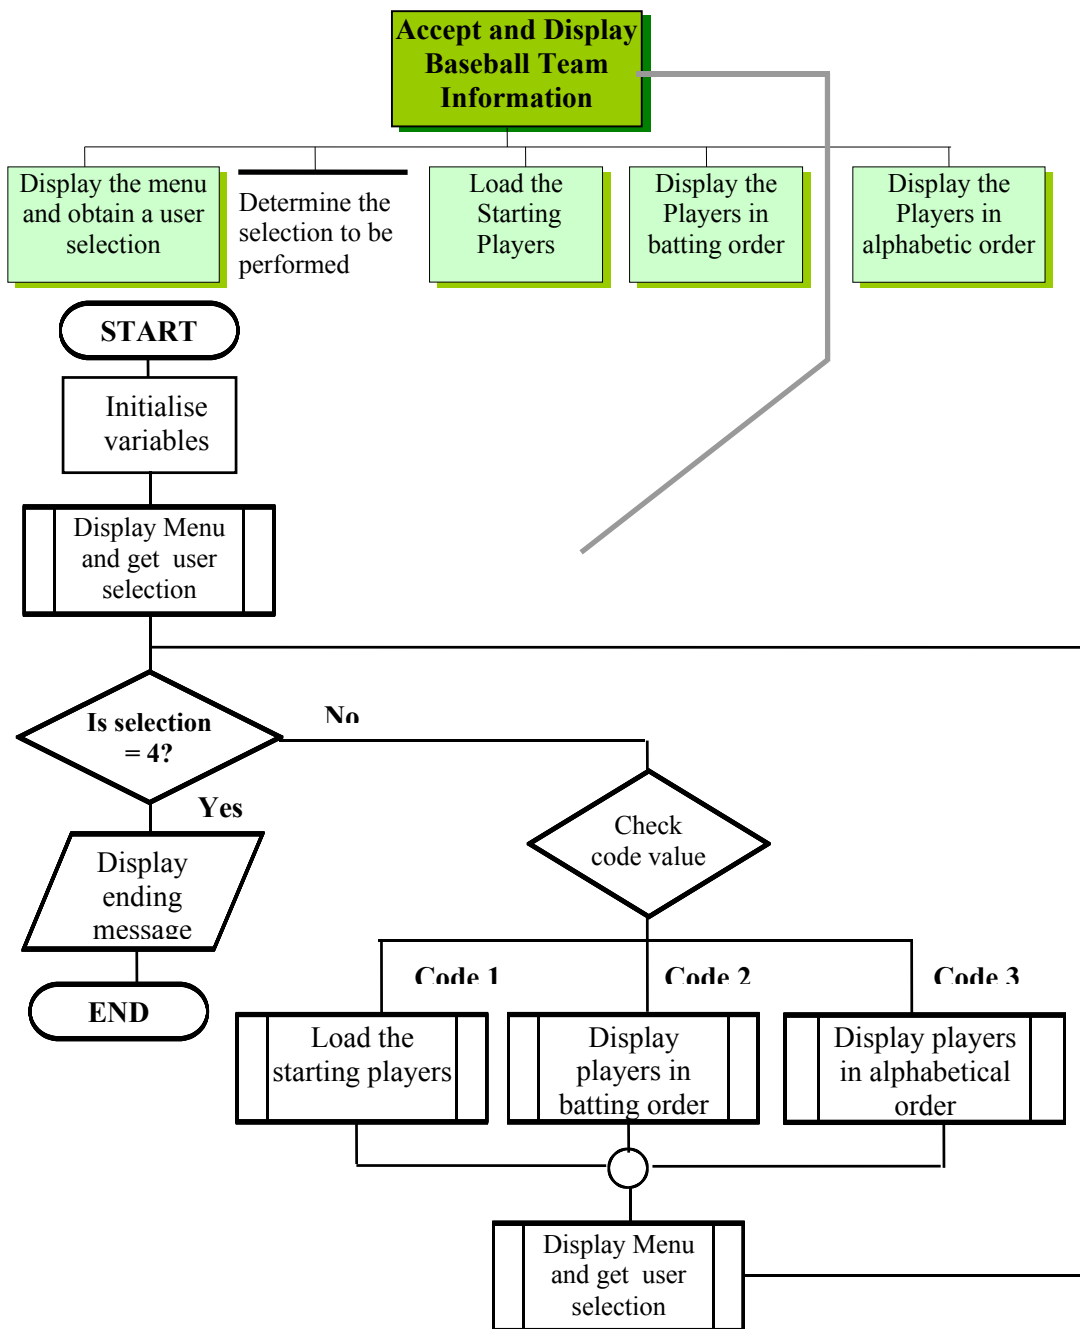 Accept and Display
Baseball Team
Information
Display the menu
and obtain a user
selection
Determine the
selection to be
performed
Load the
Starting
Players
Display the
Players in
batting order
Display the
Players in
alphabetic order
START
Initialise
variables
Display Menu
and get user
selection
Is selection
= 4?
No
Yes
Check
code value
Display
ending
message
END
Code 1
Code 2
Code 3
Load the
starting players
Display
players in
batting order
Display players
in alphabetical
order
Display Menu
and get user
selection